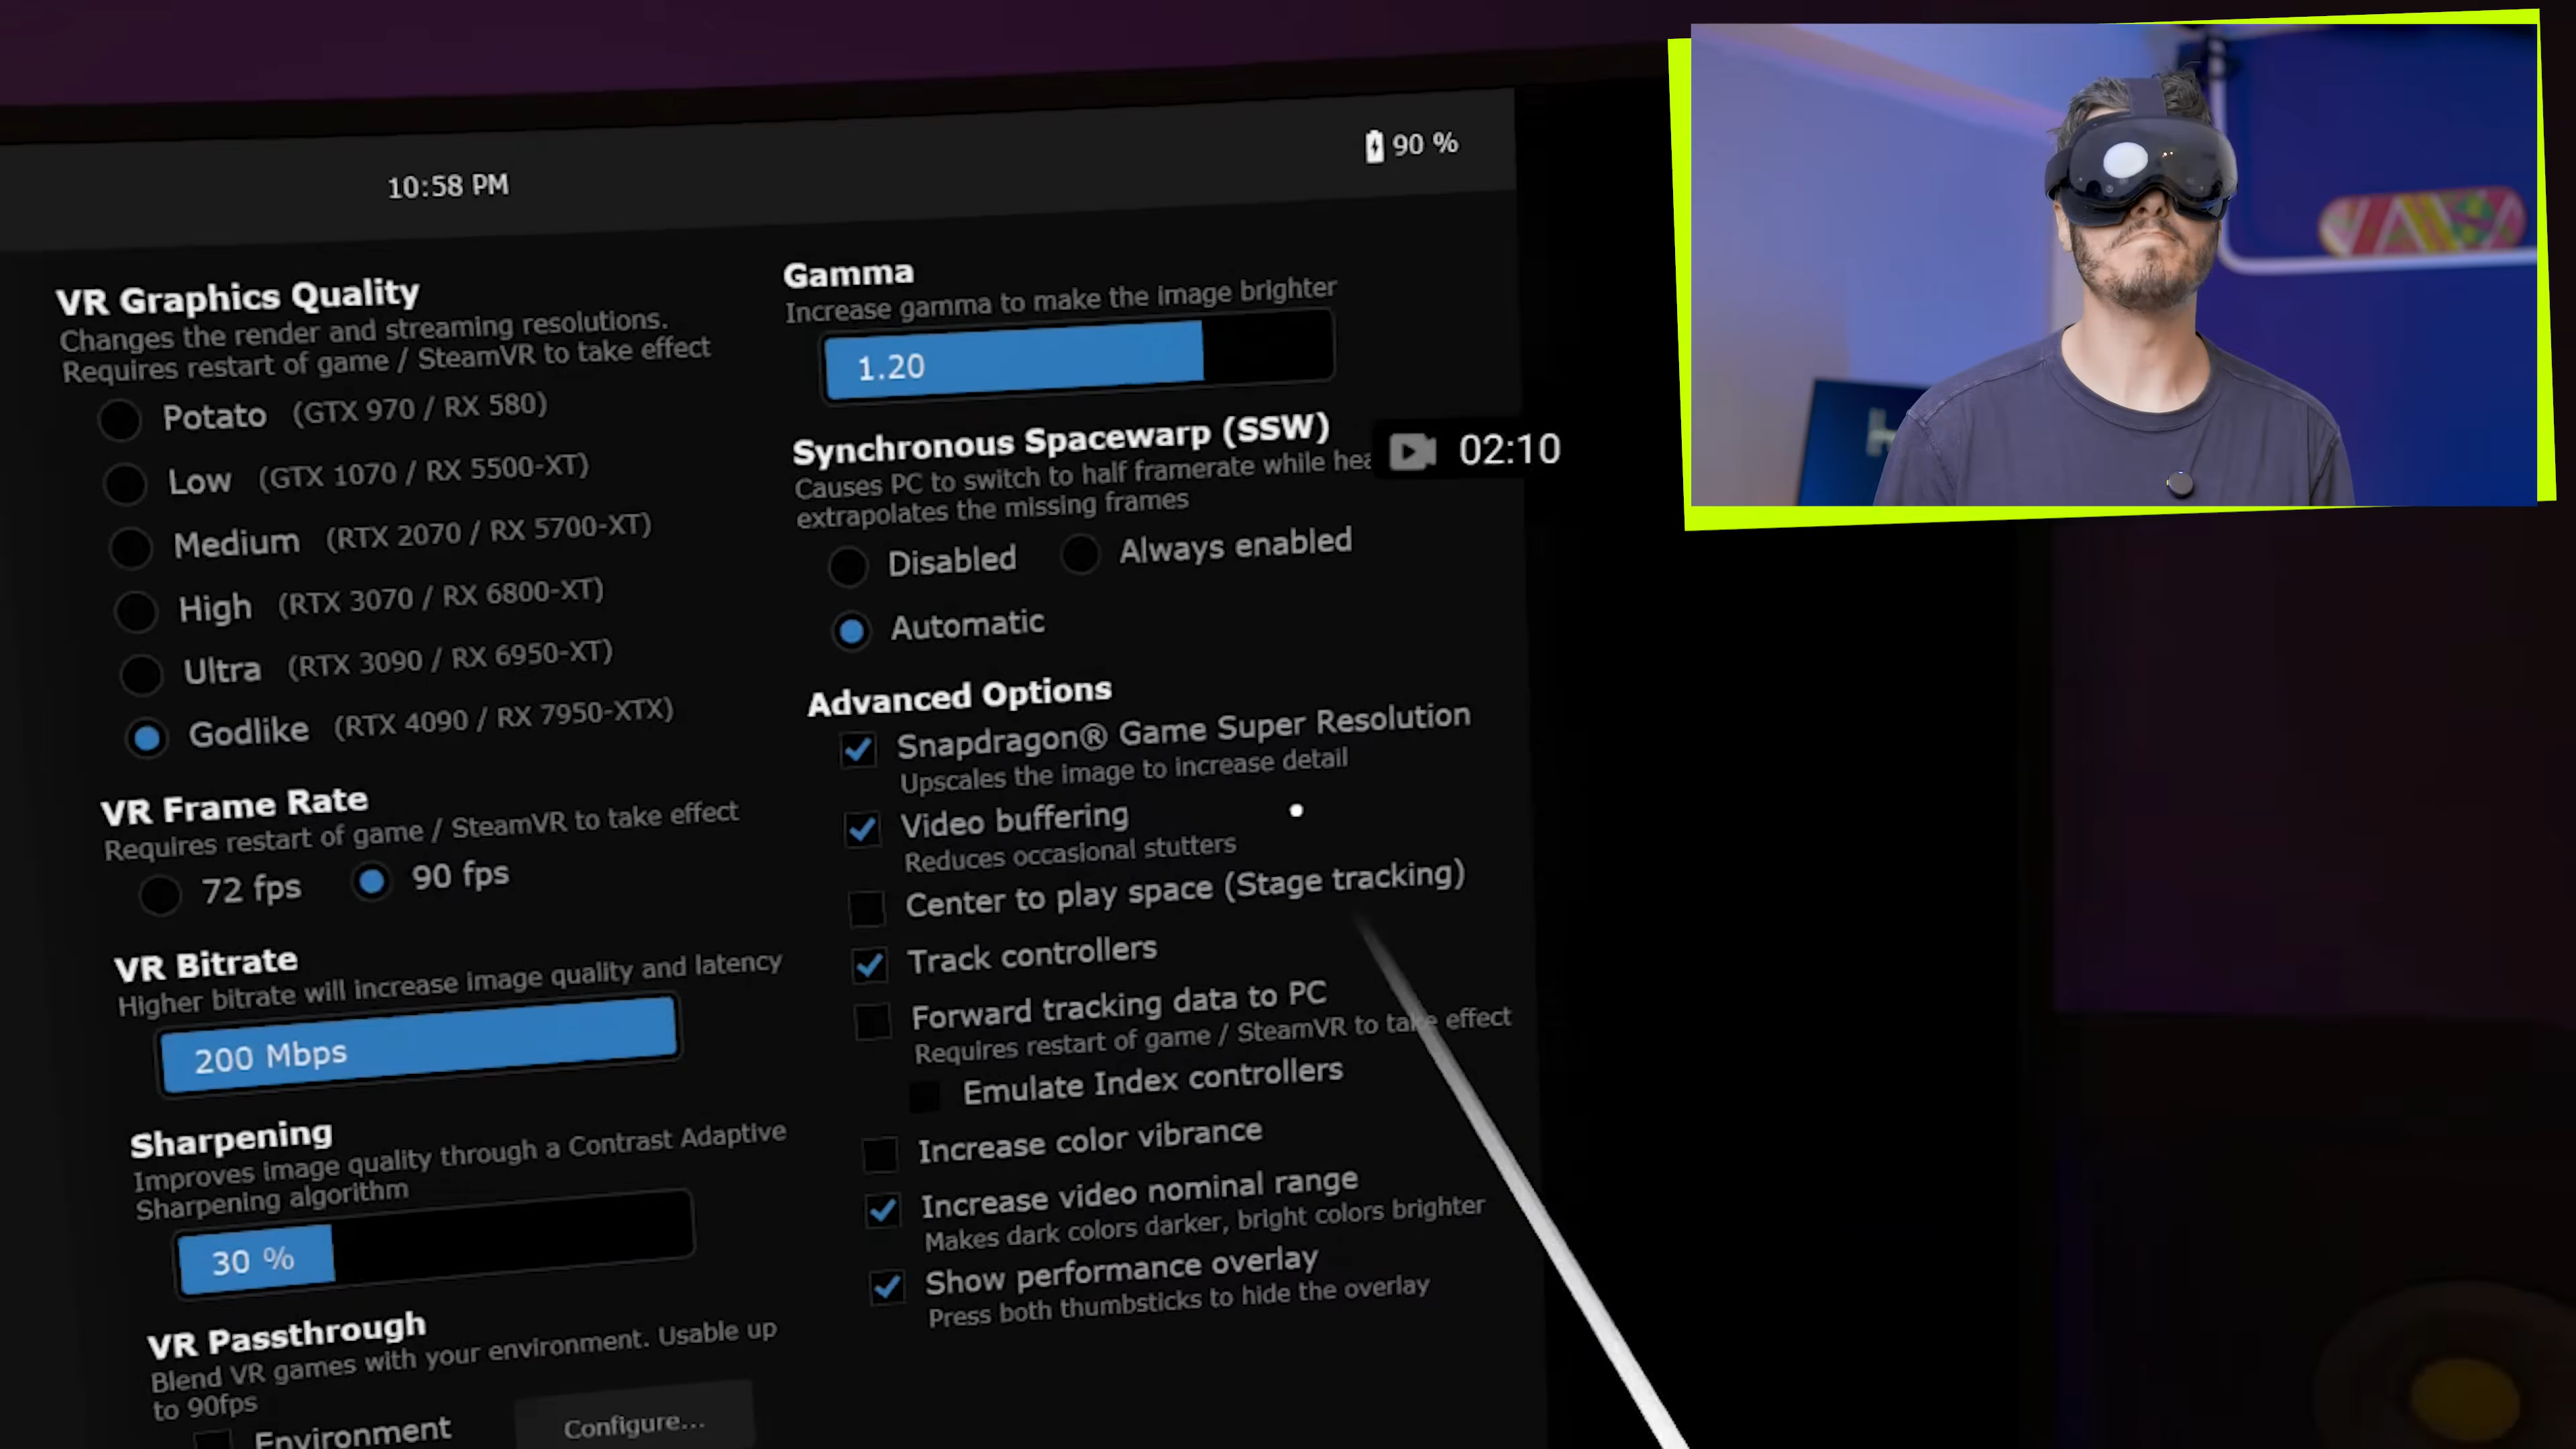 10:58 PM
90 %
VR Graphics Quality
Changes the render and streaming resolutions.
Requires restart of game / SteamVR to take effect
Potato (GTX 970 / RX 580)
Low (GTX 1070 / RX 5500-XT)
Medium (RTX 2070 / RX 5700-XT)
High (RTX 3070 / RX 6800-XT)
Ultra (RTX 3090 / RX 6950-XT)
Godlike (RTX 4090 / RX 7950-XTX)
VR Frame Rate
Requires restart of game / SteamVR to take effect
72 fps 90 fps
VR Bitrate
Higher bitrate will increase image quality and latency
200 Mbps
Sharpening
Improves image quality through a Contrast Adaptive
Sharpening algorithm
30 %
VR Passthrough
Blend VR games with your environment. Usable up
to 90fps
Environment Configure...
Gamma
Increase gamma to make the image brighter
1.20
Synchronous Spacewarp (SSW)
Causes PC to switch to half framerate while
extrapolates the missing frames
02:10
Disabled Always enabled
Automatic
Advanced Options
Snapdragon® Game Super Resolution
Upscales the image to increase detail
Video buffering
Reduces occasional stutters
Center to play space (Stage tracking)
Track controllers
Forward tracking data to PC
Requires restart of game / SteamVR to take effect
Emulate Index controllers
Increase color vibrance
Increase video nominal range
Makes dark colors darker, bright colors brighter
Show performance overlay
Press both thumbsticks to hide the overlay